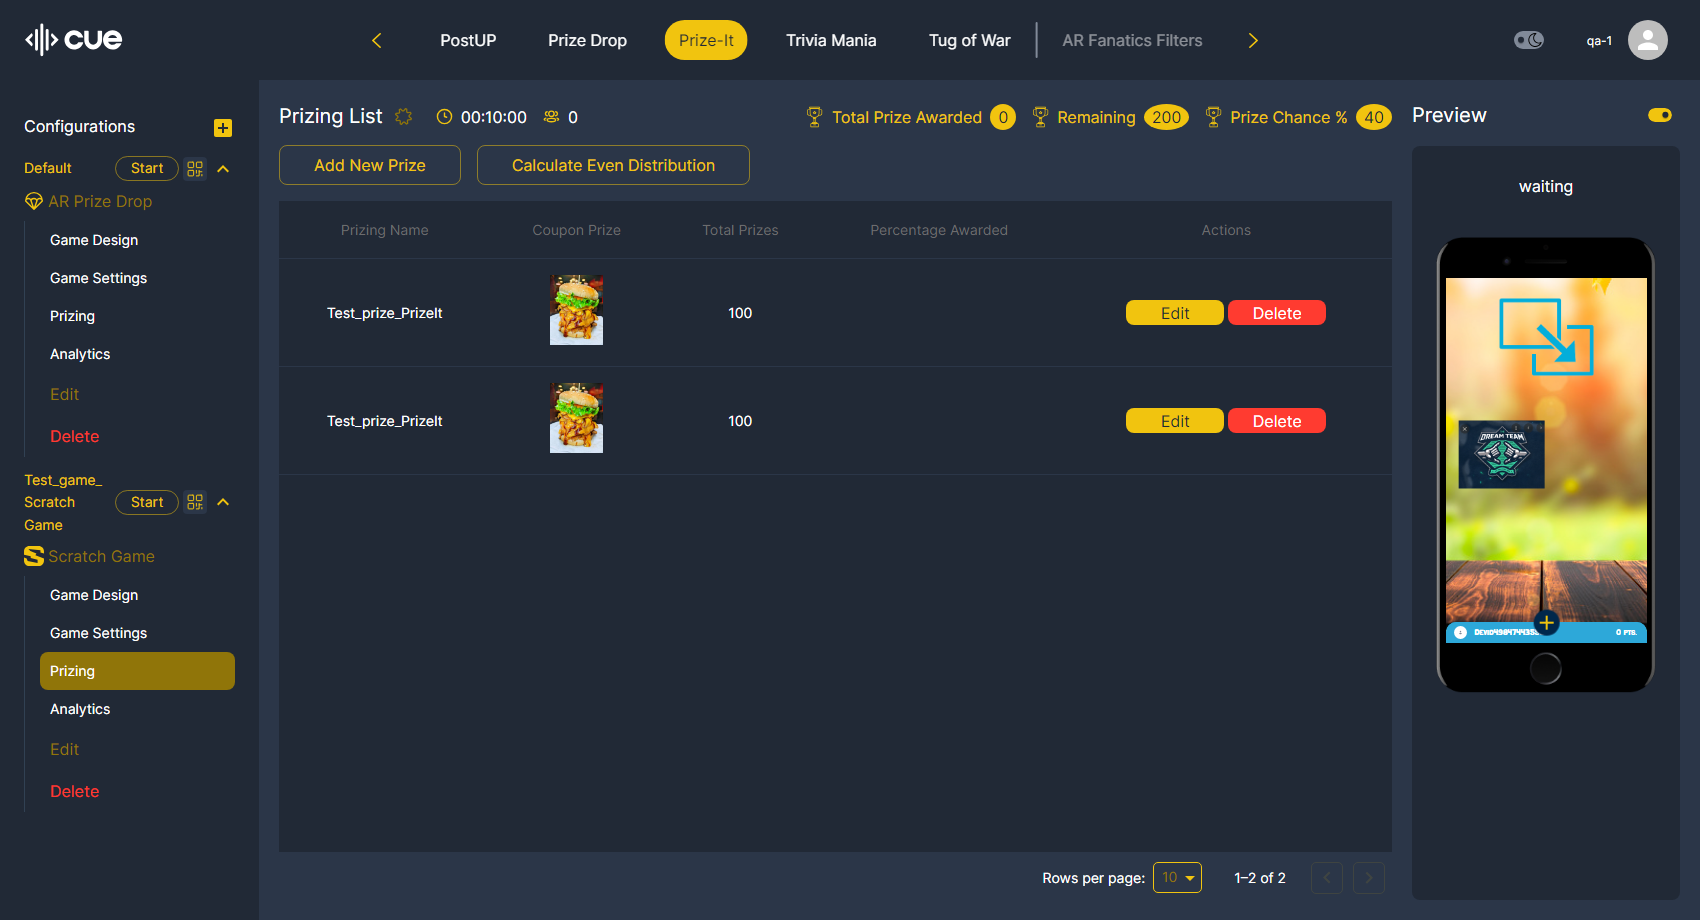 cue
PostUP
Prize Drop
Prize-It
Trivia Mania
Tug of War
AR Fanatics Filters
qa-1
Configurations
Default
Start
AR Prize Drop
Game Design
Game Settings
Prizing
Analytics
Edit
Delete
Test_game_
Scratch
Game
Start
Scratch Game
Game Design
Game Settings
Prizing
Analytics
Edit
Delete
Prizing List
00:10:00
0
Total Prize Awarded 0
Remaining 200
Prize Chance % 40
Add New Prize
Calculate Even Distribution
Prizing Name
Coupon Prize
Total Prizes
Percentage Awarded
Actions
Test_prize_PrizeIt
100
Edit
Delete
Test_prize_PrizeIt
100
Edit
Delete
Rows per page:
10
1–2 of 2
Preview
waiting
DREAM TEAM
0 PTS.